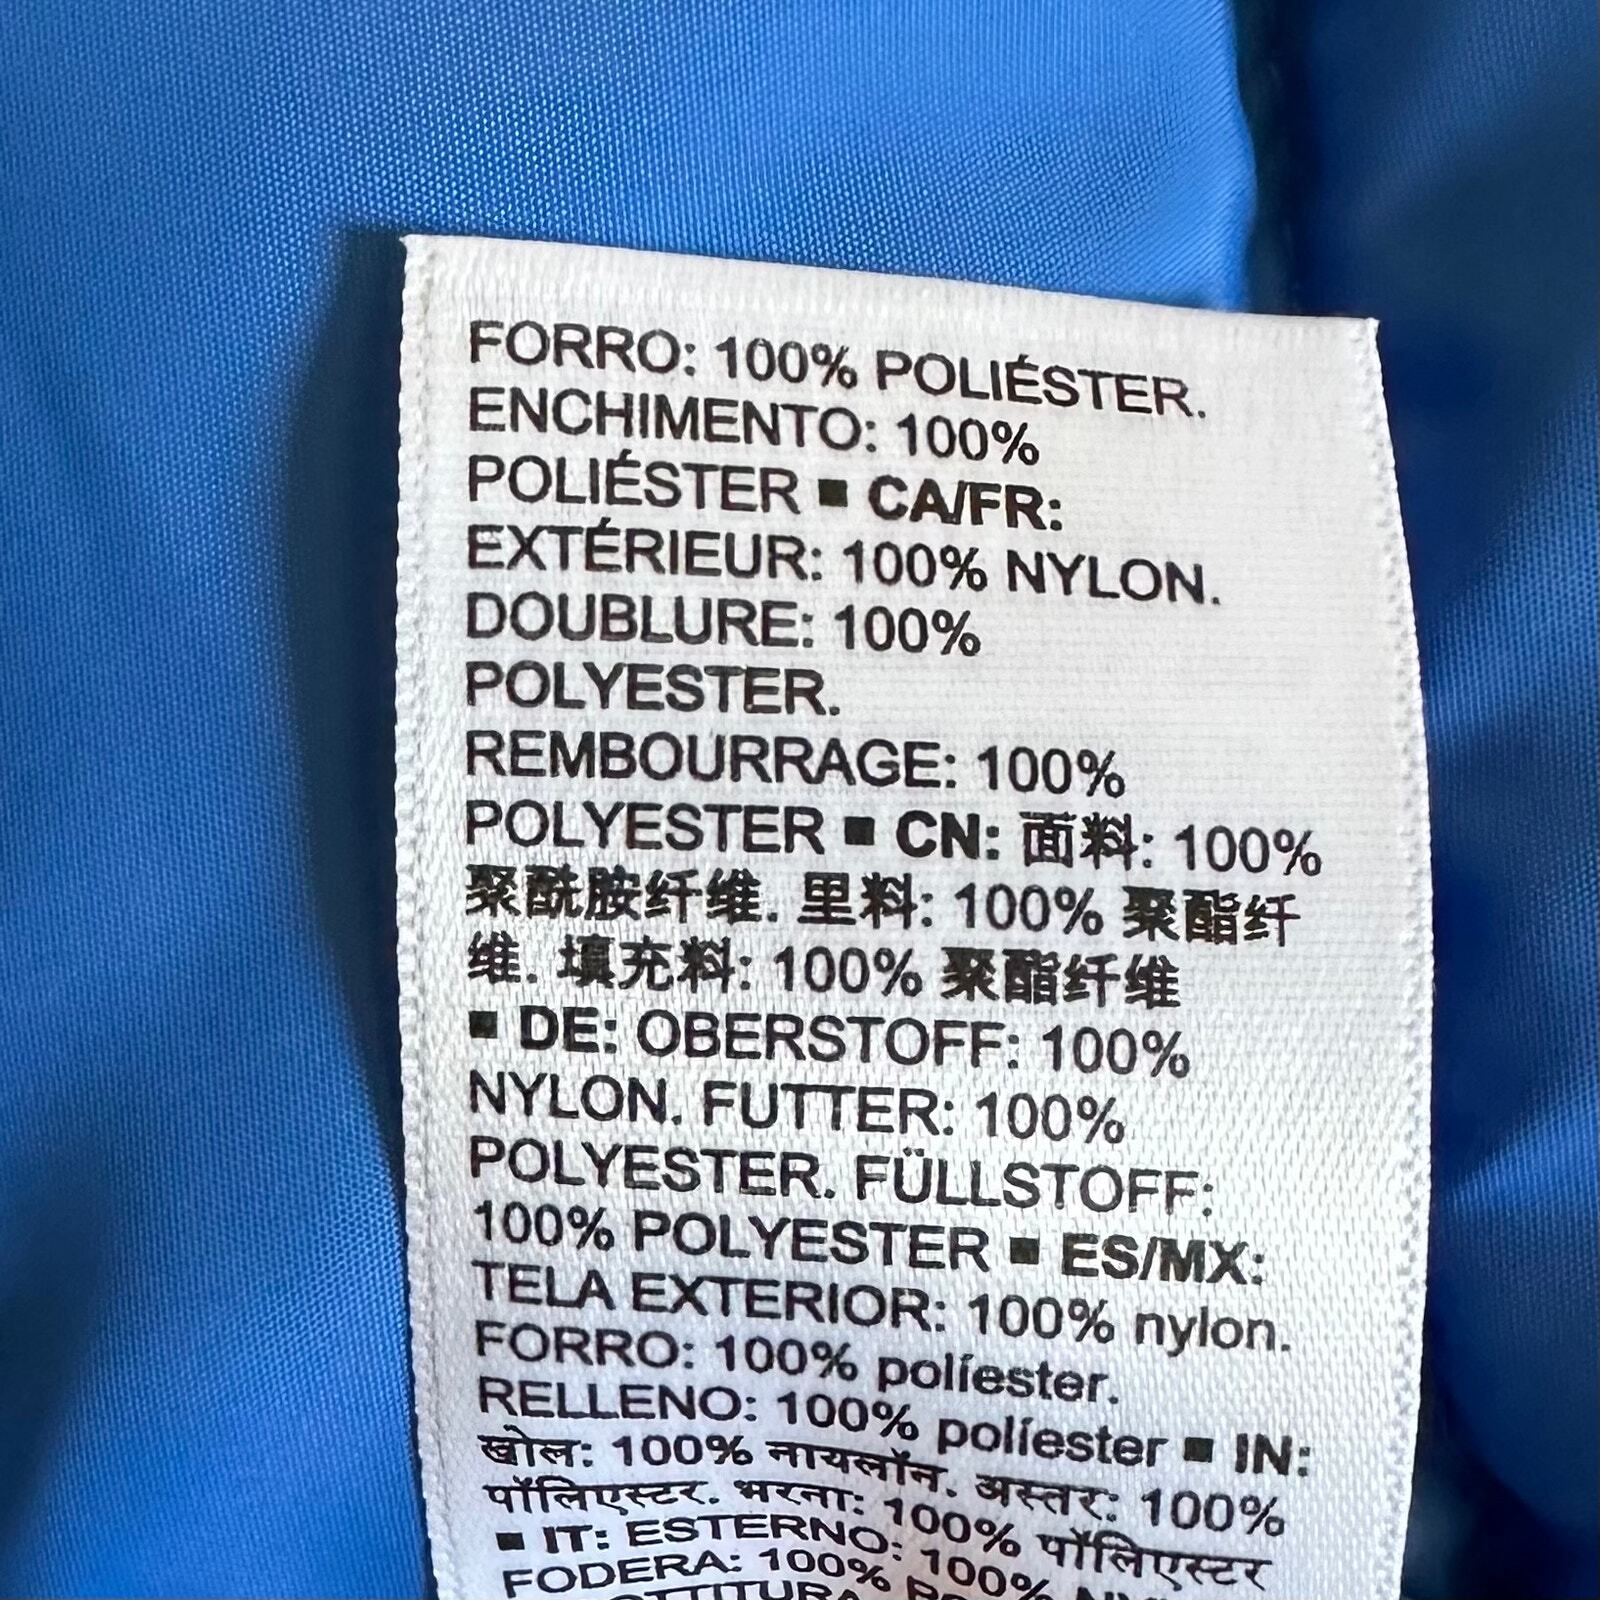 FORRO: 100% POLIÉSTER.
ENCHIMENTO: 100%
POLIÉSTER ■ CA/FR:
EXTÉRIEUR: 100% NYLON.
DOUBLURE: 100%
POLYESTER.
REMBOURRAGE: 100%
POLYESTER ■ CN: 面料: 100%
聚酰胺纤维. 里料: 100% 聚酯纤
维. 填充料: 100% 聚酯纤维
■ DE: OBERSTOFF: 100%
NYLON. FUTTER: 100%
POLYESTER. FÜLLSTOFF:
100% POLYESTER ■ ES/MX:
TELA EXTERIOR: 100% nylon.
FORRO: 100% políester.
RELLENO: 100% políester ■ IN:
खोल: 100% नायलॉन. अस्तर: 100%
पॉलिएस्टर. भरना: 100% पॉलिएस्टर
■ IT: ESTERNO: 100%
FODERA: 100%